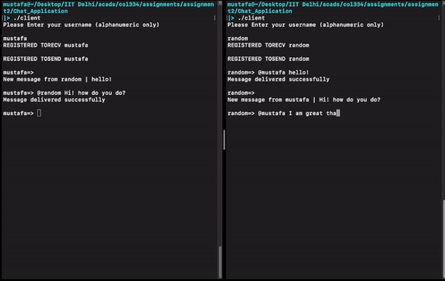 mustafa@~/Desktop/IIT Delhi/acads/col334/assignments/assignmen
t2/Chat_Application
|> ./client
Please Enter your username (alphanumeric only)
mustafa
REGISTERED TORECV mustafa
REGISTERED TOSEND mustafa
mustafa=>
New message from random | hello!
mustafa=> @random Hi! how do you do?
Message delivered successfully
mustafa=>
mustafa@~/Desktop/IIT Delhi/acads/col334/assignments/assignmen
t2/Chat_Application
|> ./client
Please Enter your username (alphanumeric only)
random
REGISTERED TORECV random
REGISTERED TOSEND random
random=> @mustafa hello!
Message delivered successfully
random=>
New message from mustafa | Hi! how do you do?
random=> @mustafa I am great tha